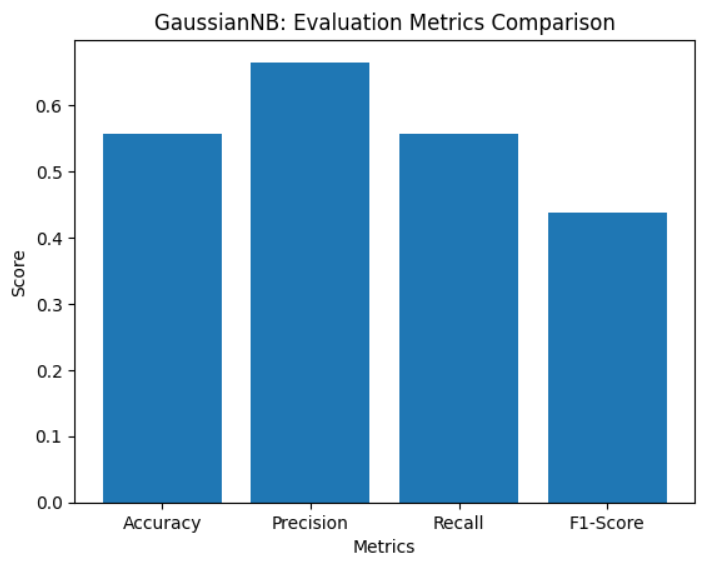 GaussianNB: Evaluation Metrics Comparison
Score
0.6
0.5
0.4
0.3
0.2
0.1
0.0
Accuracy Precision Recall F1-Score
Metrics